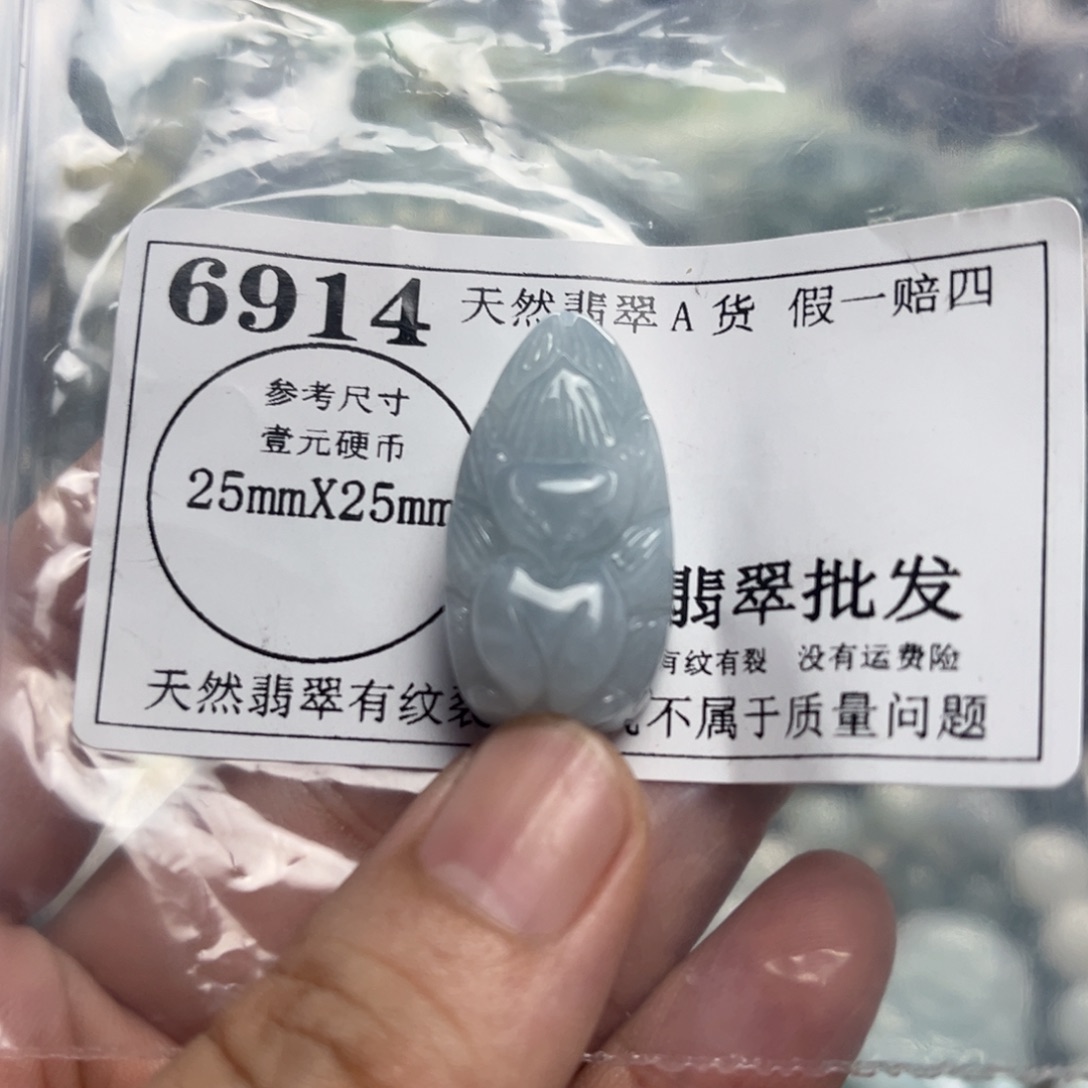 6914 天然翡翠A货 假一赔四
参考尺寸
壹元硬币
25mmX25mm
翡翠批发
有纹有裂 没有运费险
天然翡翠有纹裂 不属于质量问题